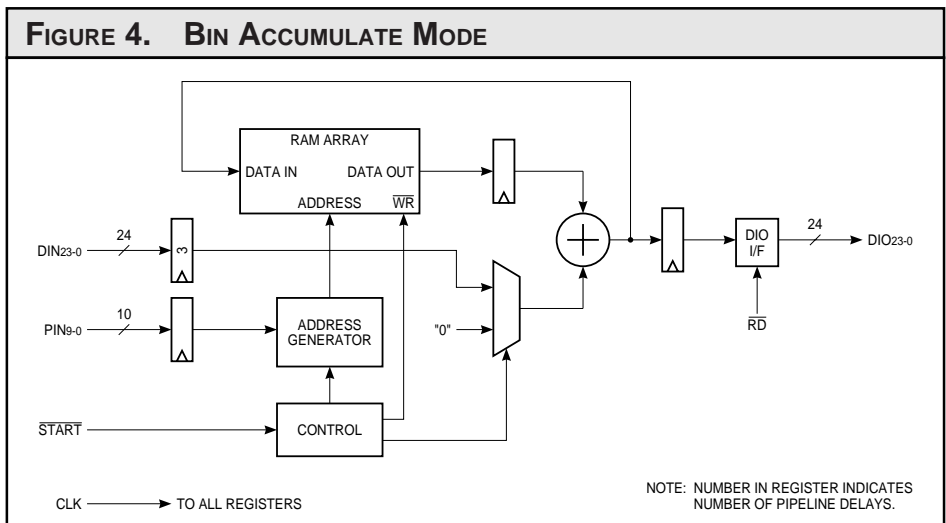 FIGURE 4. BIN ACCUMULATE MODE
RAM ARRAY
DATA IN DATA OUT
ADDRESS WR
DIN23-0
24
3
PIN9-0
10
ADDRESS
GENERATOR
"0"
START
CONTROL
DIO
I/F
24
DIO23-0
RD
CLK TO ALL REGISTERS
NOTE: NUMBER IN REGISTER INDICATES
NUMBER OF PIPELINE DELAYS.